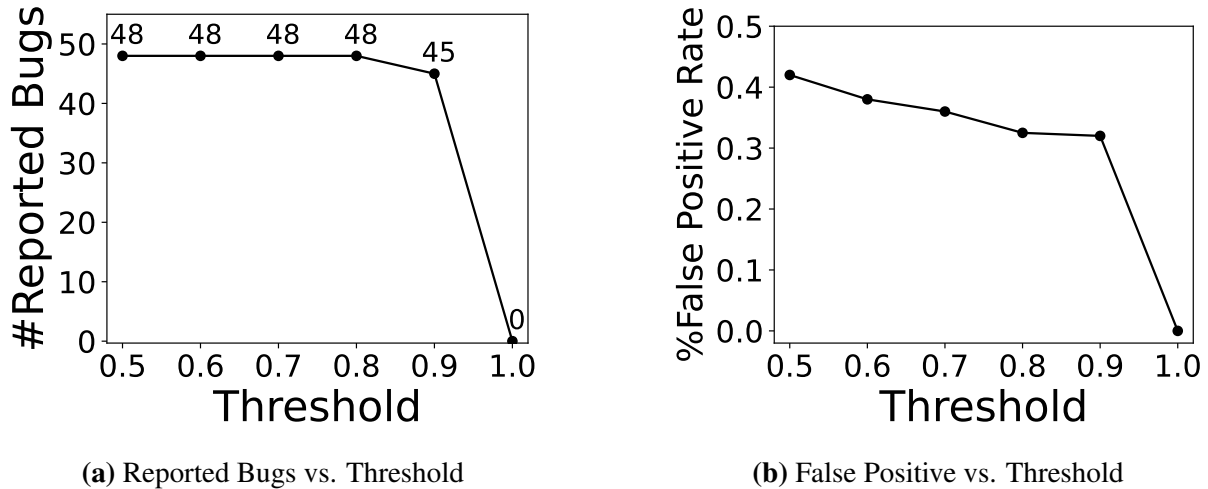 #Reported Bugs
50
40
30
20
10
0
48 48 48 48 45 0
0.5 0.6 0.7 0.8 0.9 1.0
Threshold
(a) Reported Bugs vs. Threshold
%False Positive Rate
0.5
0.4
0.3
0.2
0.1
0.0
0.5 0.6 0.7 0.8 0.9 1.0
Threshold
(b) False Positive vs. Threshold